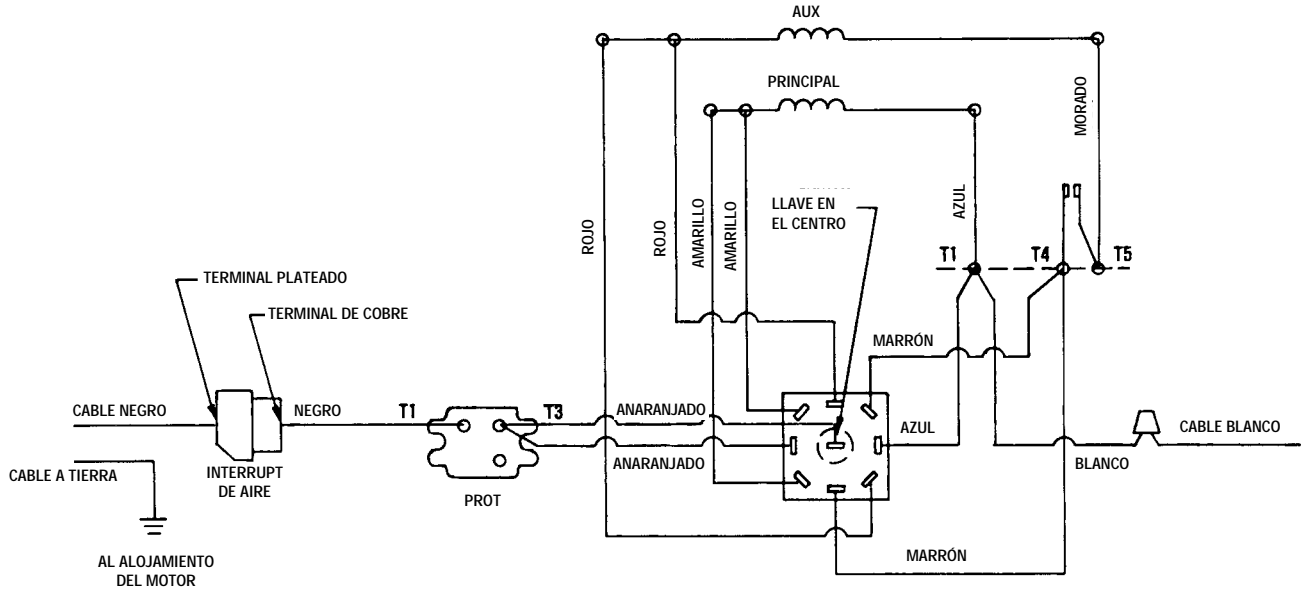 AUX
PRINCIPAL
MORADO
ROJO
ROJO
AMARILLO
AMARILLO
LLAVE EN
EL CENTRO
AZUL
T1
T4
T5
TERMINAL PLATEADO
TERMINAL DE COBRE
MARRÓN
CABLE NEGRO
NEGRO
T1
T3
ANARANJADO
AZUL
CABLE BLANCO
CABLE A TIERRA
INTERRUPT
DE AIRE
PROT
ANARANJADO
BLANCO
AL ALOJAMIENTO
DEL MOTOR
MARRÓN